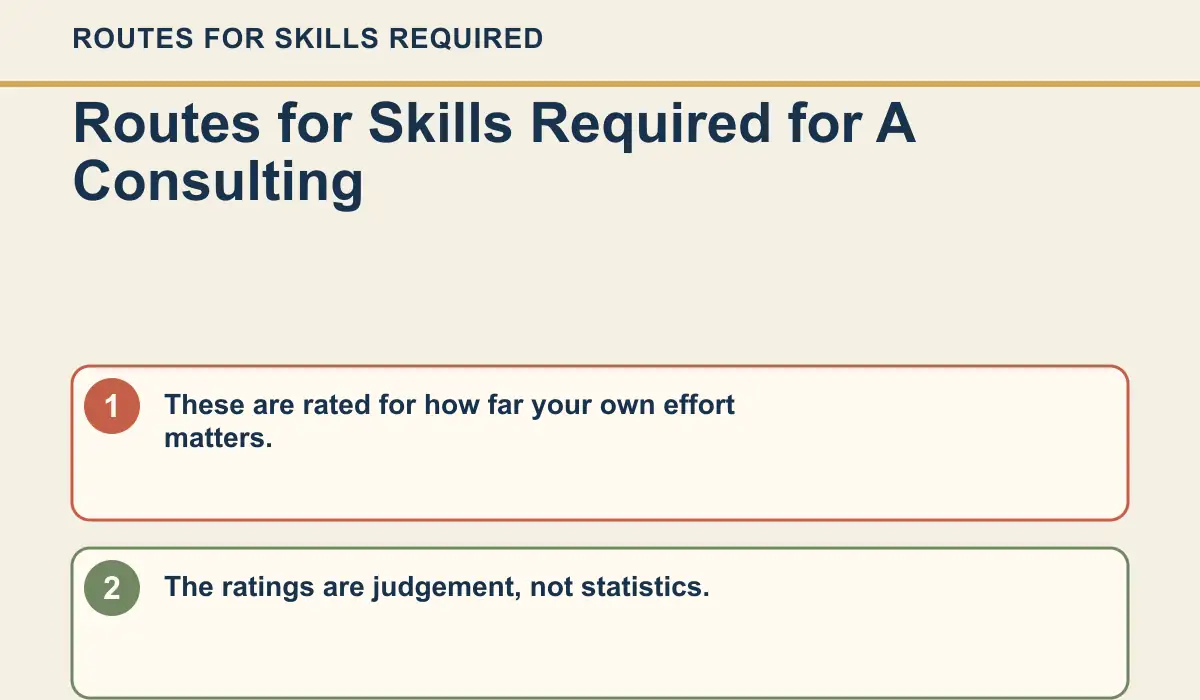 ROUTES FOR SKILLS REQUIRED
Routes for Skills Required for A
Consulting
1
These are rated for how far your own effort
matters.
2
The ratings are judgement, not statistics.